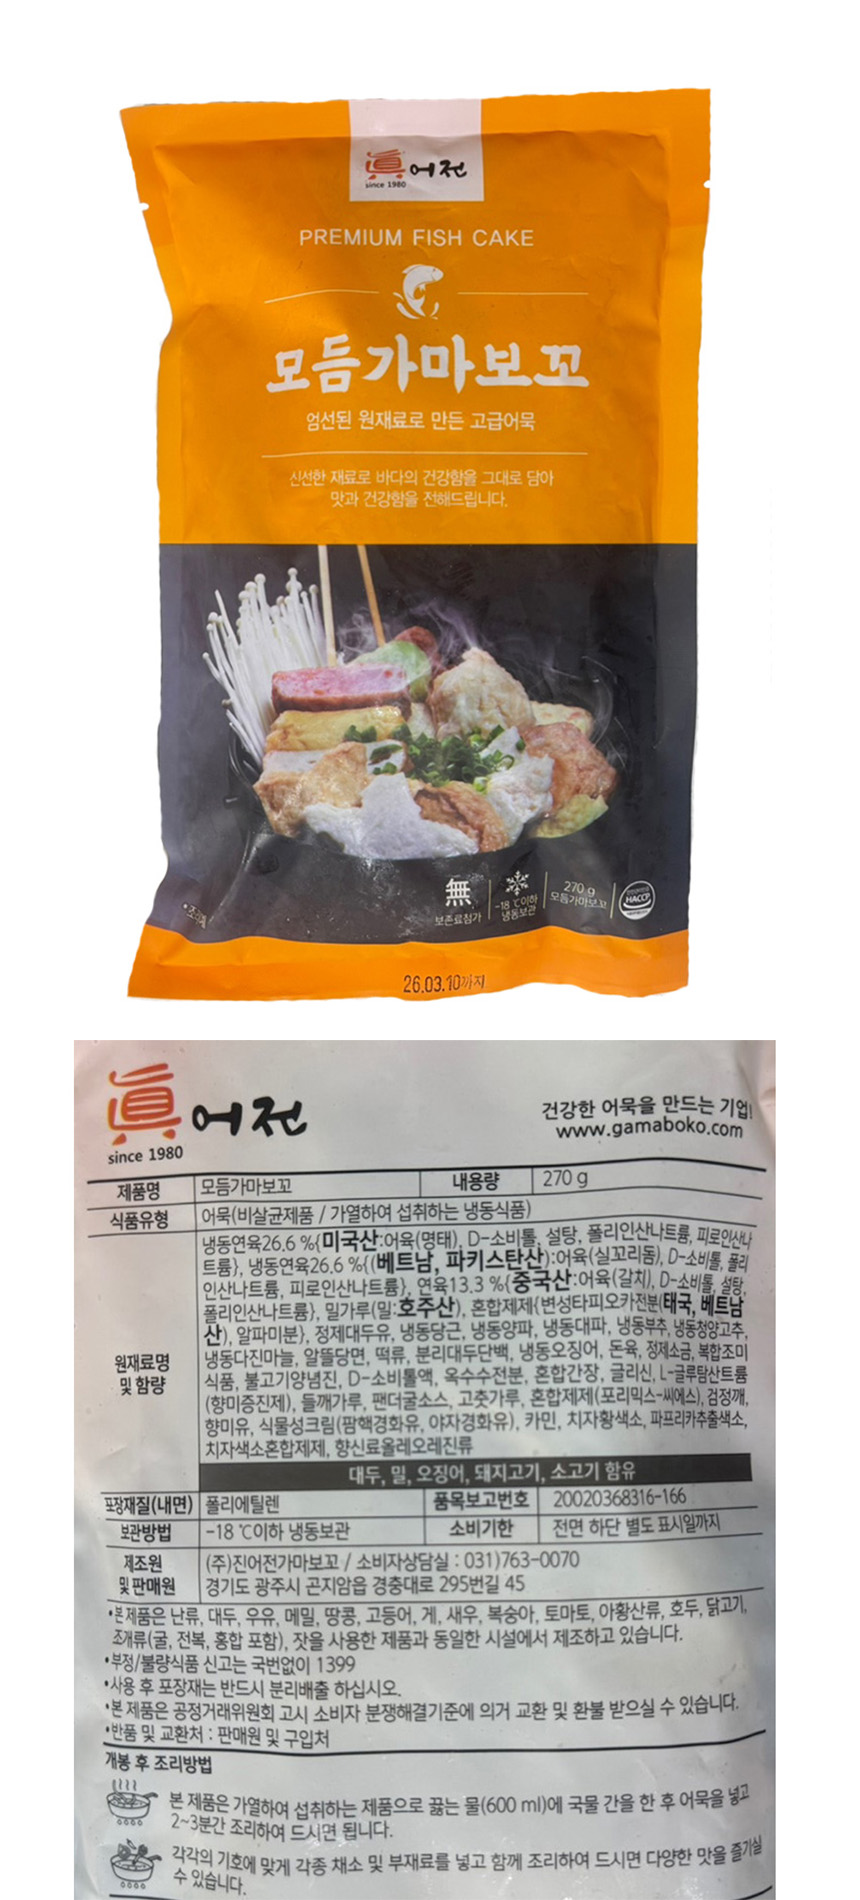 眞어전
since 1980
PREMIUM FISH CAKE
모듬가마보꼬
엄선된 원재료로 만든 고급어묵
신선한 재료로 바다의 건강함을 그대로 담아
맛과 건강함을 전해드립니다.
無
보존료첨가
-18 ℃이하
냉동보관
270 g
모듬가마보꼬
HACCP
26.03.10까지
眞어전
since 1980
건강한 어묵을 만드는 기업!
www.gamaboko.com
제품명 모듬가마보꼬 내용량 270 g
식품유형 어묵(비살균제품 / 가열하여 섭취하는 냉동식품)
원재료명 및 함량
냉동연육26.6 %{미국산:어육(명태), D-소비톨, 설탕, 폴리인산나트륨, 피로인산나
트륨}, 냉동연육26.6 %{(베트남, 파키스탄산):어육(실꼬리돔), D-소비톨, 폴리
인산나트륨, 피로인산나트륨}, 연육13.3 %{중국산:어육(갈치), D-소비톨, 설탕,
폴리인산나트륨}, 밀가루(밀:호주산), 혼합제제{변성타피오카전분(태국, 베트남
산), 알파미분}, 정제대두유, 냉동당근, 냉동양파, 냉동대파, 냉동부추, 냉동청양고추,
냉동다진마늘, 알뜰당면, 떡류, 분리대두단백, 냉동오징어, 돈육, 정제소금, 복합조미
식품, 불고기양념진, D-소비톨액, 옥수수전분, 혼합간장, 글리신, L-글루탐산트륨
(향미증진제), 들깨가루, 팬더굴소스, 고춧가루, 혼합제제(포리믹스-씨에스), 검정깨,
향미유, 식물성크림(팜핵경화유, 야자경화유), 카민, 치자황색소, 파프리카추출색소,
치자색소혼합제제, 향신료올레오레진류
대두, 밀, 오징어, 돼지고기, 소고기 함유
포장재질(내면) 폴리에틸렌 품목보고번호 20020368316-166
보관방법 -18 ℃이하 냉동보관 소비기한 전면 하단 별도 표시일까지
제조원 및 판매원
(주)진어전가마보꼬 / 소비자상담실 : 031)763-0070
경기도 광주시 곤지암읍 경충대로 295번길 45
•본 제품은 난류, 대두, 우유, 메밀, 땅콩, 고등어, 게, 새우, 복숭아, 토마토, 아황산류, 호두, 닭고기,
조개류(굴, 전복, 홍합 포함), 잣을 사용한 제품과 동일한 시설에서 제조하고 있습니다.
•부정/불량식품 신고는 국번없이 1399
•사용 후 포장재는 반드시 분리배출 하십시오.
•본 제품은 공정거래위원회 고시 소비자 분쟁해결기준에 의거 교환 및 환불 받으실 수 있습니다.
•반품 및 교환처 : 판매원 및 구입처
개봉 후 조리방법
본 제품은 가열하여 섭취하는 제품으로 끓는 물(600 ml)에 국물 간을 한 후 어묵을 넣고
2~3분간 조리하여 드시면 됩니다.
각각의 기호에 맞게 각종 채소 및 부재료를 넣고 함께 조리하여 드시면 다양한 맛을 즐기실
수 있습니다.